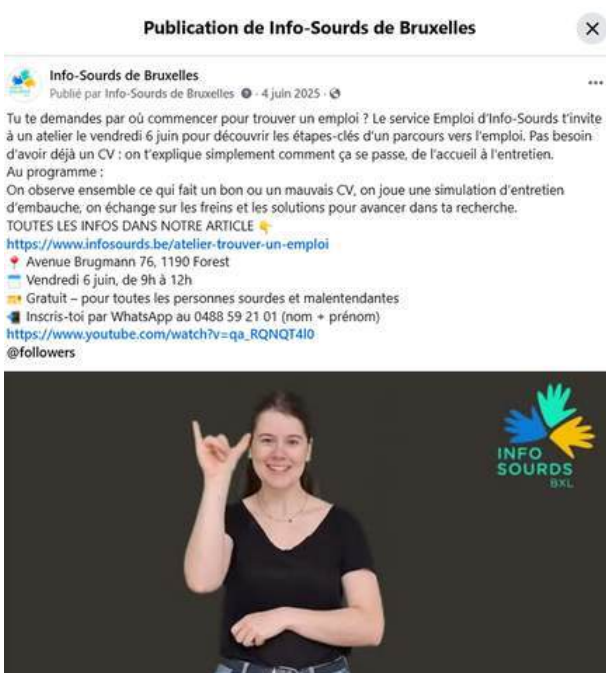 Publication de Info-Sourds de Bruxelles
Info-Sourds de Bruxelles
Publié par Info-Sourds de Bruxelles · 4 juin 2025 ·
Tu te demandes par où commencer pour trouver un emploi ? Le service Emploi d'Info-Sourds t'invite
à un atelier le vendredi 6 juin pour découvrir les étapes-clés d'un parcours vers l'emploi. Pas besoin
d'avoir déjà un CV : on t'explique simplement comment ça se passe, de l'accueil à l'entretien.
Au programme :
On observe ensemble ce qui fait un bon ou un mauvais CV, on joue une simulation d'entretien
d'embauche, on échange sur les freins et les solutions pour avancer dans ta recherche.
TOUTES LES INFOS DANS NOTRE ARTICLE 👇
https://www.infosourds.be/atelier-trouver-un-emploi
📍 Avenue Brugmann 76, 1190 Forest
🗓️ Vendredi 6 juin, de 9h à 12h
🎫 Gratuit – pour toutes les personnes sourdes et malentendantes
📲 Inscris-toi par WhatsApp au 0488 59 21 01 (nom + prénom)
https://www.youtube.com/watch?v=qa_RQNQT4l0
@followers
INFO
SOURDS
BXL